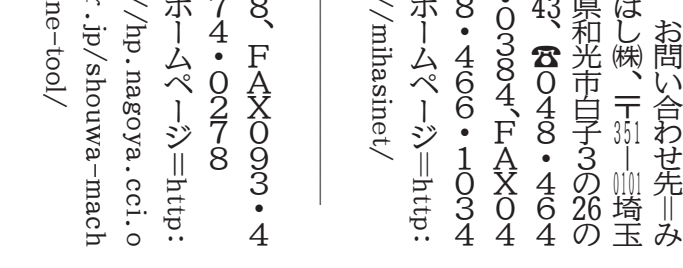 お問い合わせ先＝み
はし㈱、〒351―0101埼玉
県和光市白子3の26の
43、☎048・464
・0384、FAX04
8・466・1034
ホームページ＝http:
//mihasinet/
8、FAX093・4
74・0278
ホームページ＝http:
//hp.nagoya.cci.o
r.jp/shouwa-mach
ine-tool/